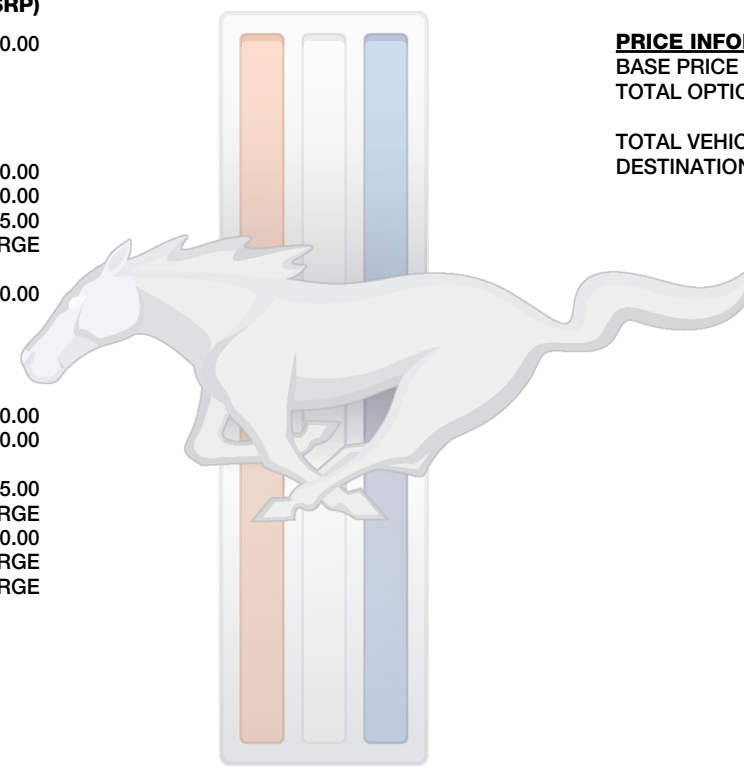 SRP)
0.00
0.00
0.00
5.00
RGE
0.00
0.00
0.00
5.00
RGE
0.00
RGE
RGE
PRICE INFO
BASE PRICE
TOTAL OPTIO
TOTAL VEHIC
DESTINATION